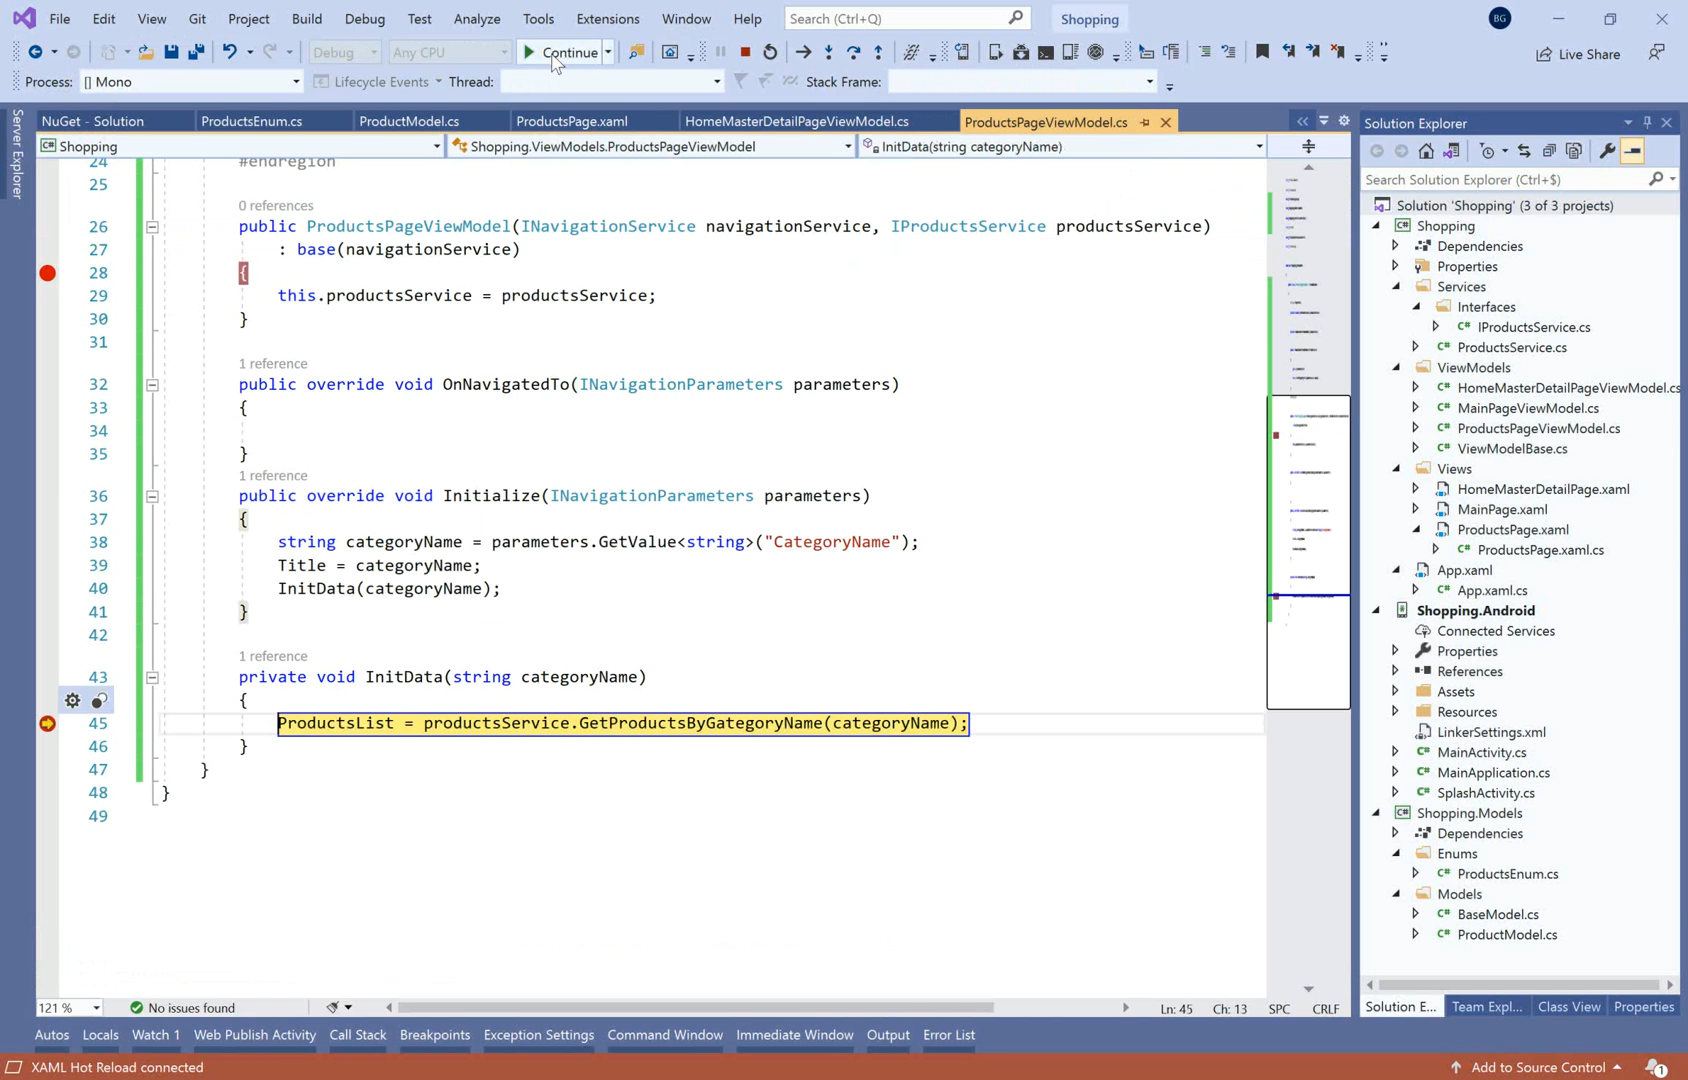 File Edit View Git Project Build Debug Test Analyze Tools Extensions Window Help Search (Ctrl+Q) Shopping BG
Debug Any CPU Continue Live Share
Process: [] Mono Lifecycle Events Thread: Stack Frame:
Server Explorer
NuGet - Solution ProductsEnum.cs ProductModel.cs ProductsPage.xaml HomeMasterDetailPageViewModel.cs ProductsPageViewModel.cs
Shopping Shopping.ViewModels.ProductsPageViewModel InitData(string categoryName)
24 #endregion
25
0 references
26 public ProductsPageViewModel(INavigationService navigationService, IProductsService productsService)
27 : base(navigationService)
28 {
29 this.productsService = productsService;
30 }
31
1 reference
32 public override void OnNavigatedTo(INavigationParameters parameters)
33 {
34
35 }
1 reference
36 public override void Initialize(INavigationParameters parameters)
37 {
38 string categoryName = parameters.GetValue<string>("CategoryName");
39 Title = categoryName;
40 InitData(categoryName);
41 }
42
1 reference
43 private void InitData(string categoryName)
{
45 ProductsList = productsService.GetProductsByGategoryName(categoryName);
46 }
47 }
48 }
49
121 % No issues found Ln: 45 Ch: 13 SPC CRLF
Autos Locals Watch 1 Web Publish Activity Call Stack Breakpoints Exception Settings Command Window Immediate Window Output Error List
XAML Hot Reload connected Add to Source Control 1
Solution Explorer
Search Solution Explorer (Ctrl+$)
Solution 'Shopping' (3 of 3 projects)
C# Shopping
Dependencies
Properties
Services
Interfaces
C# IProductsService.cs
C# ProductsService.cs
ViewModels
C# HomeMasterDetailPageViewModel.cs
C# MainPageViewModel.cs
C# ProductsPageViewModel.cs
C# ViewModelBase.cs
Views
HomeMasterDetailPage.xaml
MainPage.xaml
ProductsPage.xaml
C# ProductsPage.xaml.cs
App.xaml
C# App.xaml.cs
Shopping.Android
Connected Services
Properties
References
Assets
Resources
LinkerSettings.xml
C# MainActivity.cs
C# MainApplication.cs
C# SplashActivity.cs
C# Shopping.Models
Dependencies
Enums
C# ProductsEnum.cs
Models
C# BaseModel.cs
C# ProductModel.cs
Solution E... Team Expl... Class View Properties